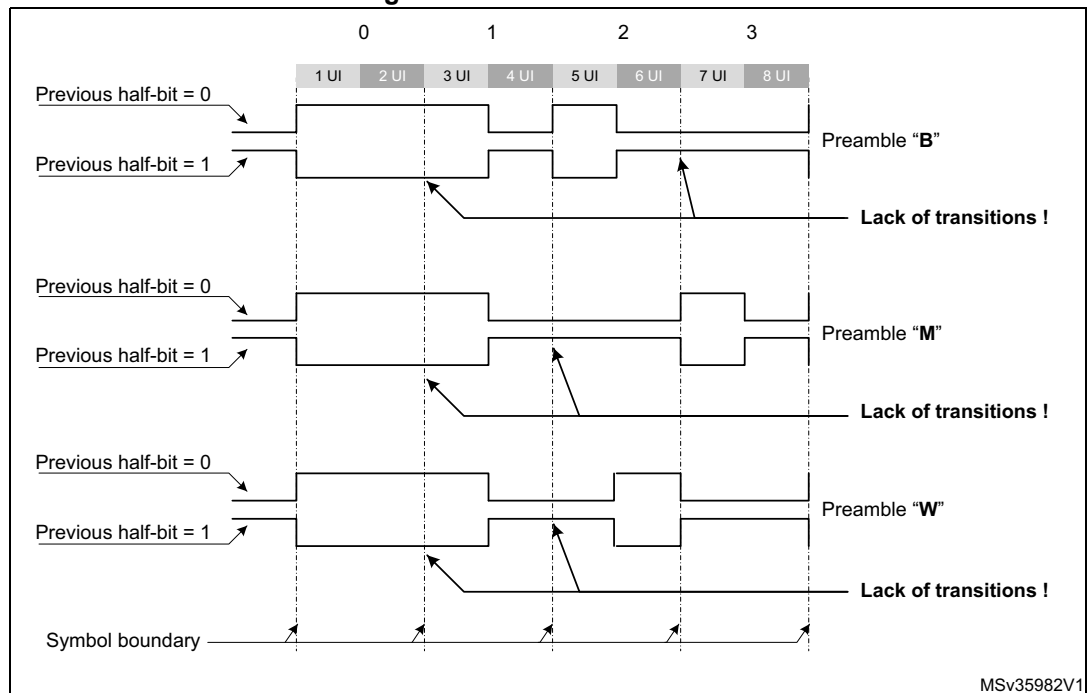 0 1 2 3
1 UI 2 UI 3 UI 4 UI 5 UI 6 UI 7 UI 8 UI
Previous half-bit = 0
Preamble “B”
Previous half-bit = 1
Lack of transitions !
Previous half-bit = 0
Preamble “M”
Previous half-bit = 1
Lack of transitions !
Previous half-bit = 0
Preamble “W”
Previous half-bit = 1
Lack of transitions !
Symbol boundary
MSv35982V1